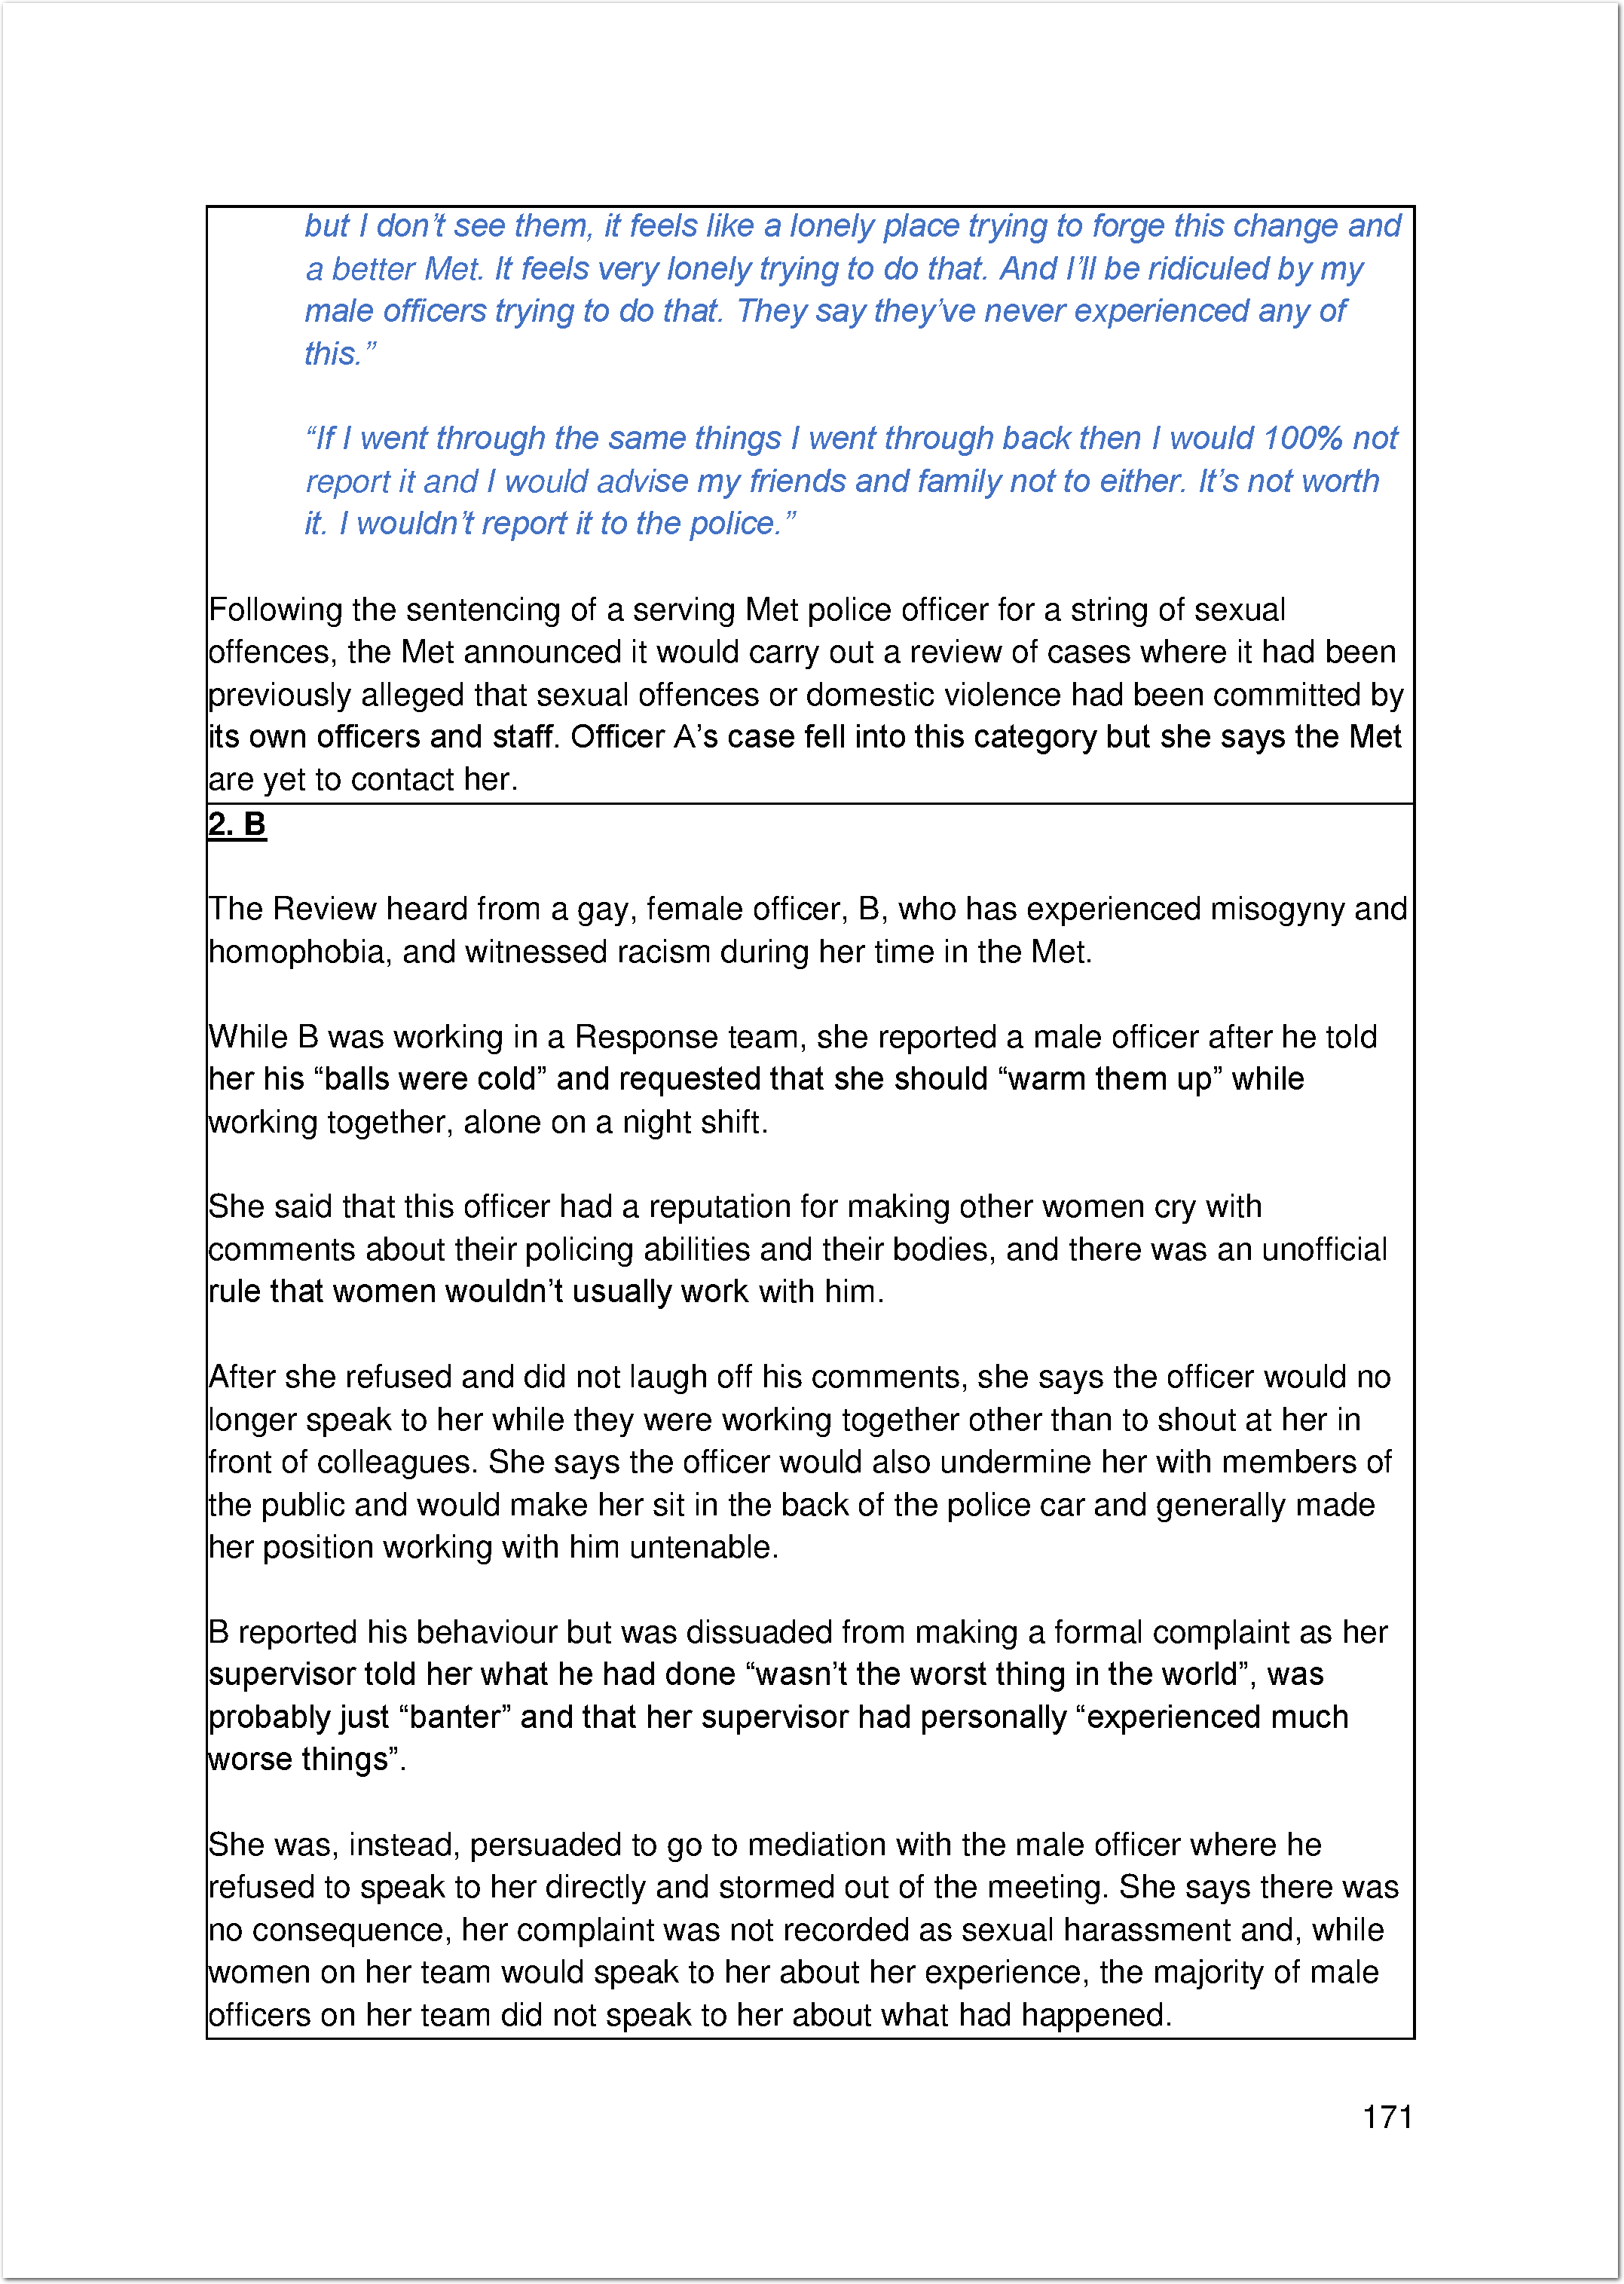 but I don’t see them, it feels like a lonely place trying to forge this change and
a better Met. It feels very lonely trying to do that. And I’ll be ridiculed by my
male officers trying to do that. They say they’ve never experienced any of
this.”
“If I went through the same things I went through back then I would 100% not
report it and I would advise my friends and family not to either. It’s not worth
it. I wouldn’t report it to the police.”
Following the sentencing of a serving Met police officer for a string of sexual
offences, the Met announced it would carry out a review of cases where it had been
previously alleged that sexual offences or domestic violence had been committed by
its own officers and staff. Officer A’s case fell into this category but she says the Met
are yet to contact her.
2. B
The Review heard from a gay, female officer, B, who has experienced misogyny and
homophobia, and witnessed racism during her time in the Met.
While B was working in a Response team, she reported a male officer after he told
her his “balls were cold” and requested that she should “warm them up” while
working together, alone on a night shift.
She said that this officer had a reputation for making other women cry with
comments about their policing abilities and their bodies, and there was an unofficial
rule that women wouldn’t usually work with him.
After she refused and did not laugh off his comments, she says the officer would no
longer speak to her while they were working together other than to shout at her in
front of colleagues. She says the officer would also undermine her with members of
the public and would make her sit in the back of the police car and generally made
her position working with him untenable.
B reported his behaviour but was dissuaded from making a formal complaint as her
supervisor told her what he had done “wasn’t the worst thing in the world”, was
probably just “banter” and that her supervisor had personally “experienced much
worse things”.
She was, instead, persuaded to go to mediation with the male officer where he
refused to speak to her directly and stormed out of the meeting. She says there was
no consequence, her complaint was not recorded as sexual harassment and, while
women on her team would speak to her about her experience, the majority of male
officers on her team did not speak to her about what had happened.
171